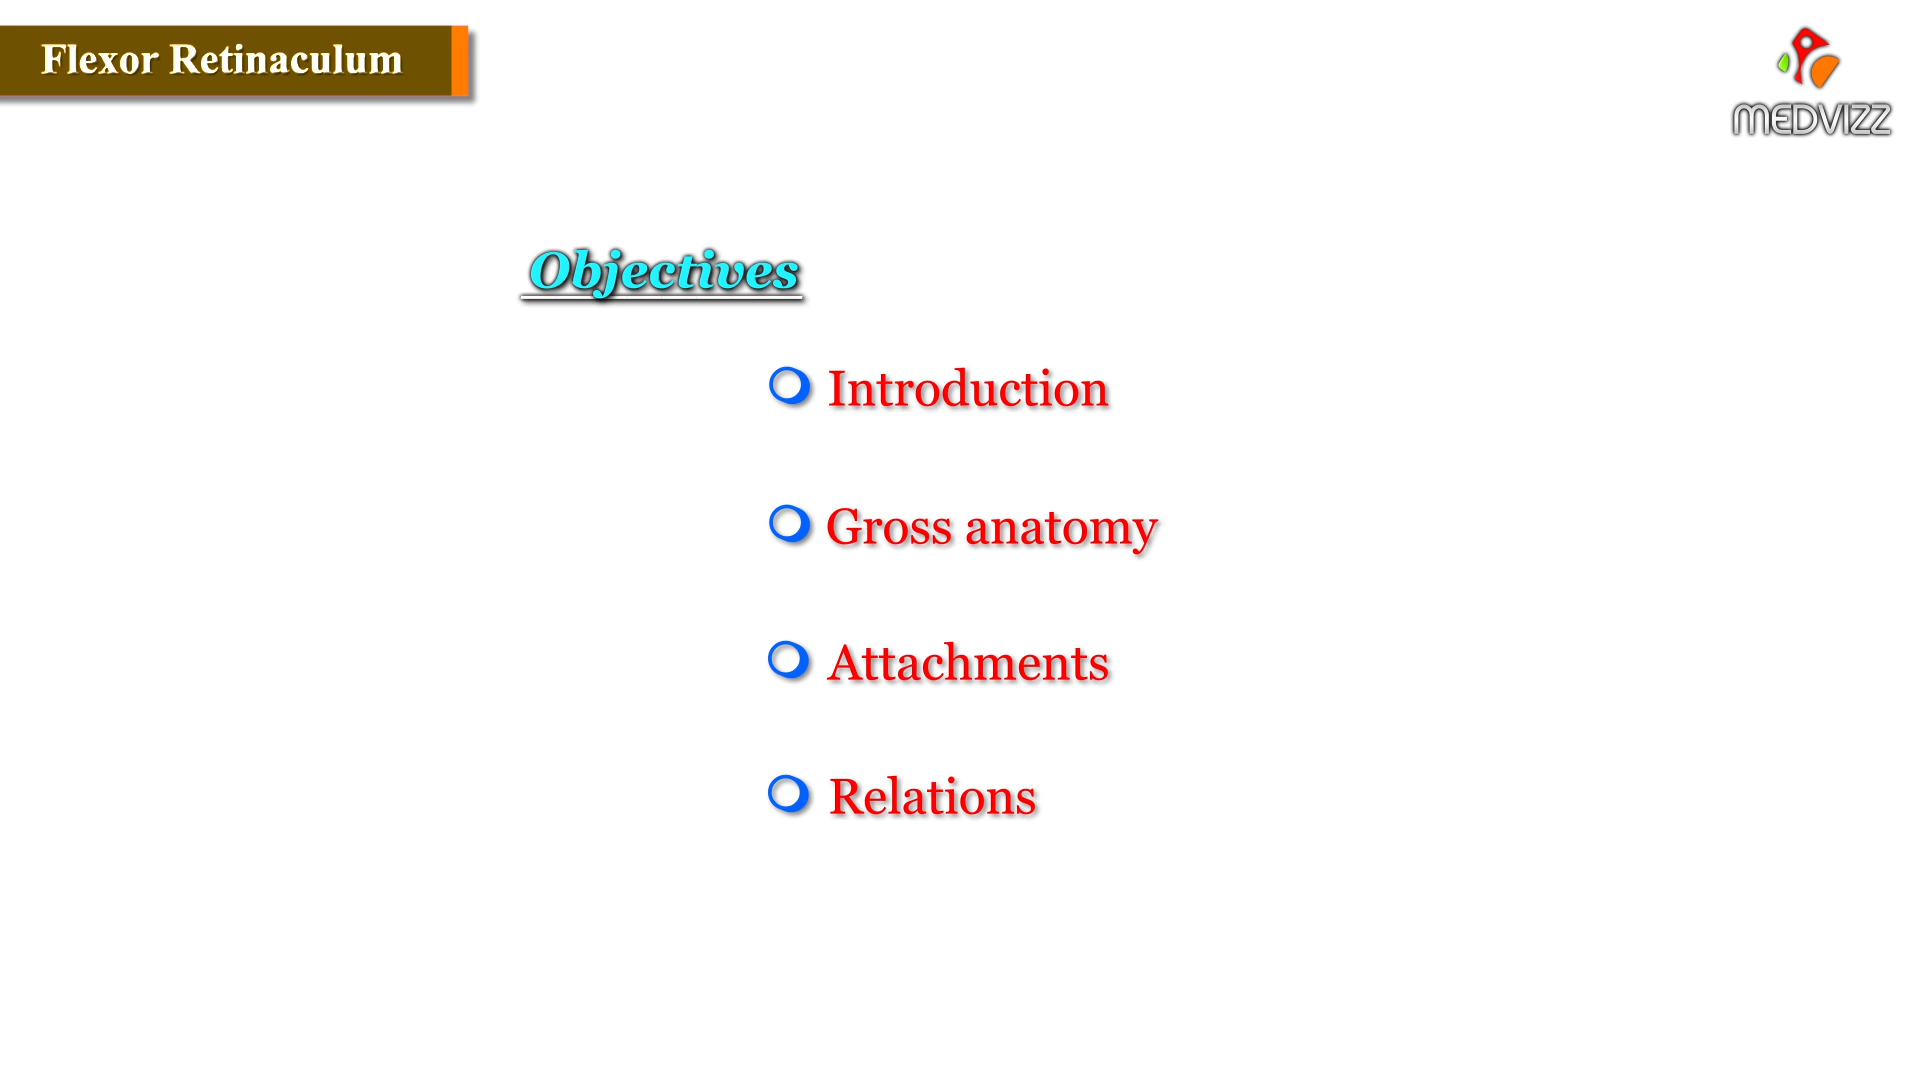 Flexor Retinaculum
MEDVIZZ
Objectives
Introduction
Gross anatomy
Attachments
Relations